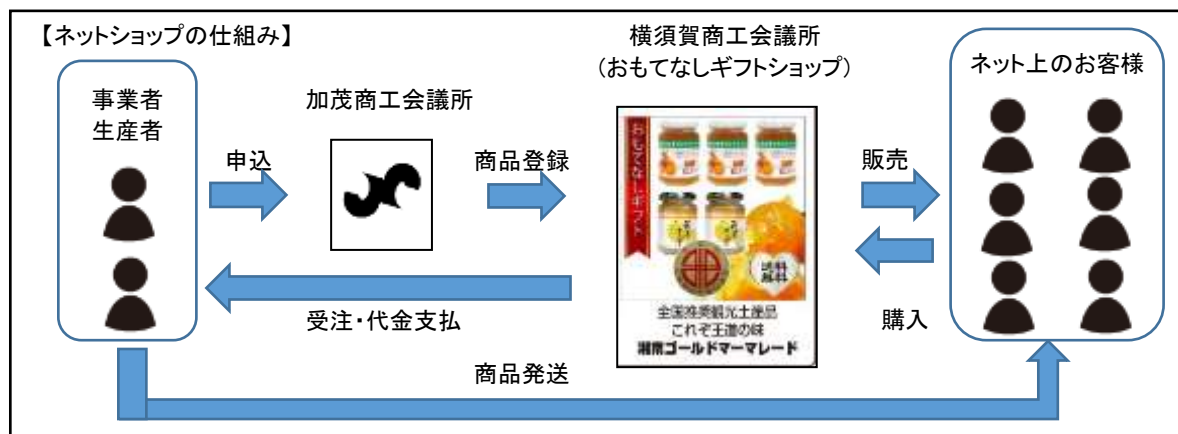 【ネットショップの仕組み】
事業者
生産者
加茂商工会議所
横須賀商工会議所
(おもてなしギフトショップ)
ネット上のお客様
申込
商品登録
販売
購入
受注・代金支払
商品発送
おもてなしギフト
送料
無料
全国推奨観光土産品
これぞ王道の味
湘南ゴールドマーマレード